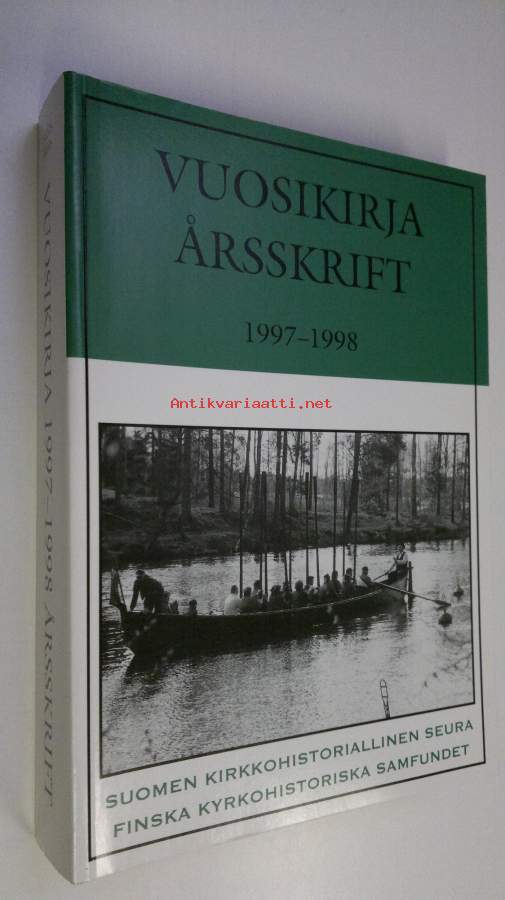 VUOSIKIRJA
ÅRSSKRIFT
1997–1998
Antikvariaatti.net
SUOMEN KIRKKOHISTORIALLINEN SEURA
FINSKA KYRKOHISTORISKA SAMFUNDET
VUOSIKIRJA 1997–1998 ÅRSSKRIFT